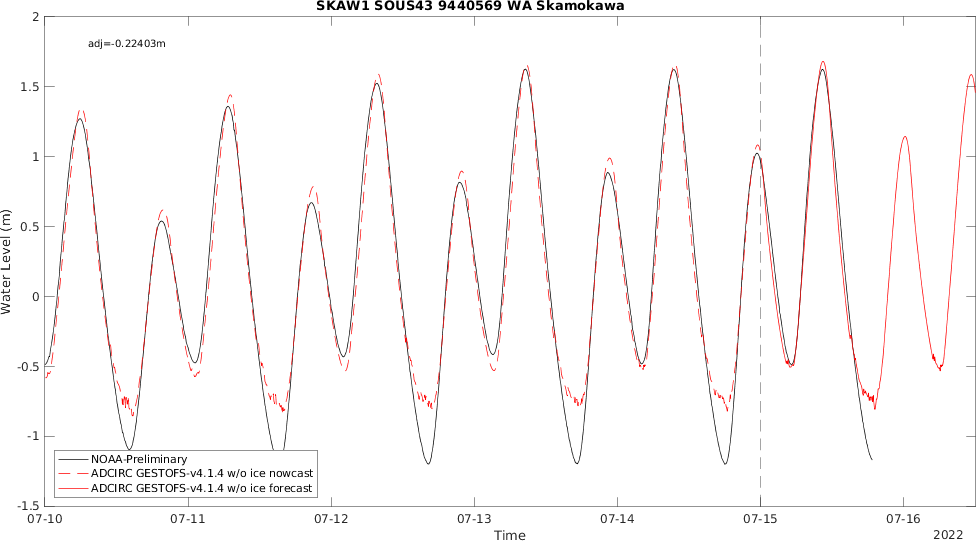 SKAW1 SOUS43 9440569 WA Skamokawa
adj=-0.22403m
Water Level (m)
2
1.5
1
0.5
0
-0.5
-1
-1.5
NOAA-Preliminary
ADCIRC GESTOFS-v4.1.4 w/o ice nowcast
ADCIRC GESTOFS-v4.1.4 w/o ice forecast
07-10 07-11 07-12 07-13 07-14 07-15 07-16
Time
2022